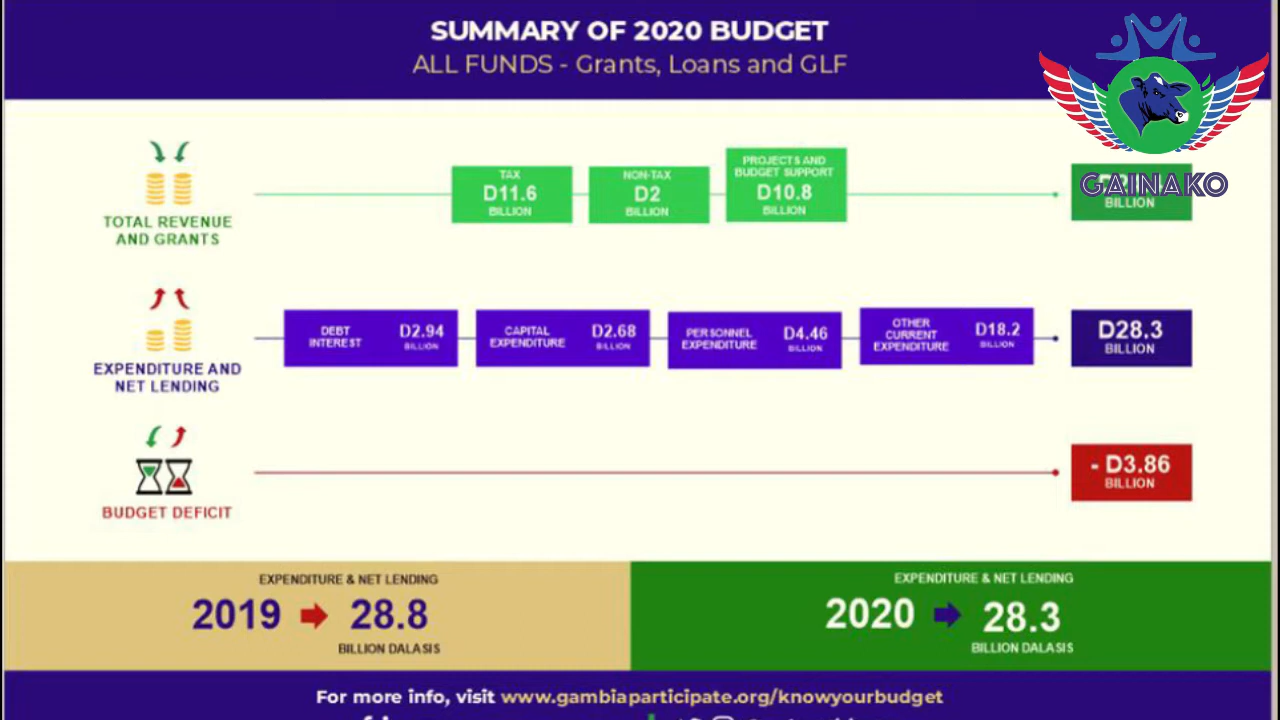 SUMMARY OF 2020 BUDGET
ALL FUNDS - Grants, Loans and GLF
GAINAKO
TOTAL REVENUE
AND GRANTS
TAX
D11.6
BILLION
NON-TAX
D2
BILLION
PROJECTS AND
BUDGET SUPPORT
D10.8
BILLION
BILLION
EXPENDITURE AND
NET LENDING
DEBT
INTEREST
D2.94
BILLION
CAPITAL
EXPENDITURE
D2.68
BILLION
PERSONNEL
EXPENDITURE
D4.46
BILLION
OTHER
CURRENT
EXPENDITURE
D18.2
BILLION
D28.3
BILLION
BUDGET DEFICIT
- D3.86
BILLION
EXPENDITURE & NET LENDING
2019 28.8
BILLION DALASIS
EXPENDITURE & NET LENDING
2020 28.3
BILLION DALASIS
For more info, visit www.gambiaparticipate.org/knowyourbudget